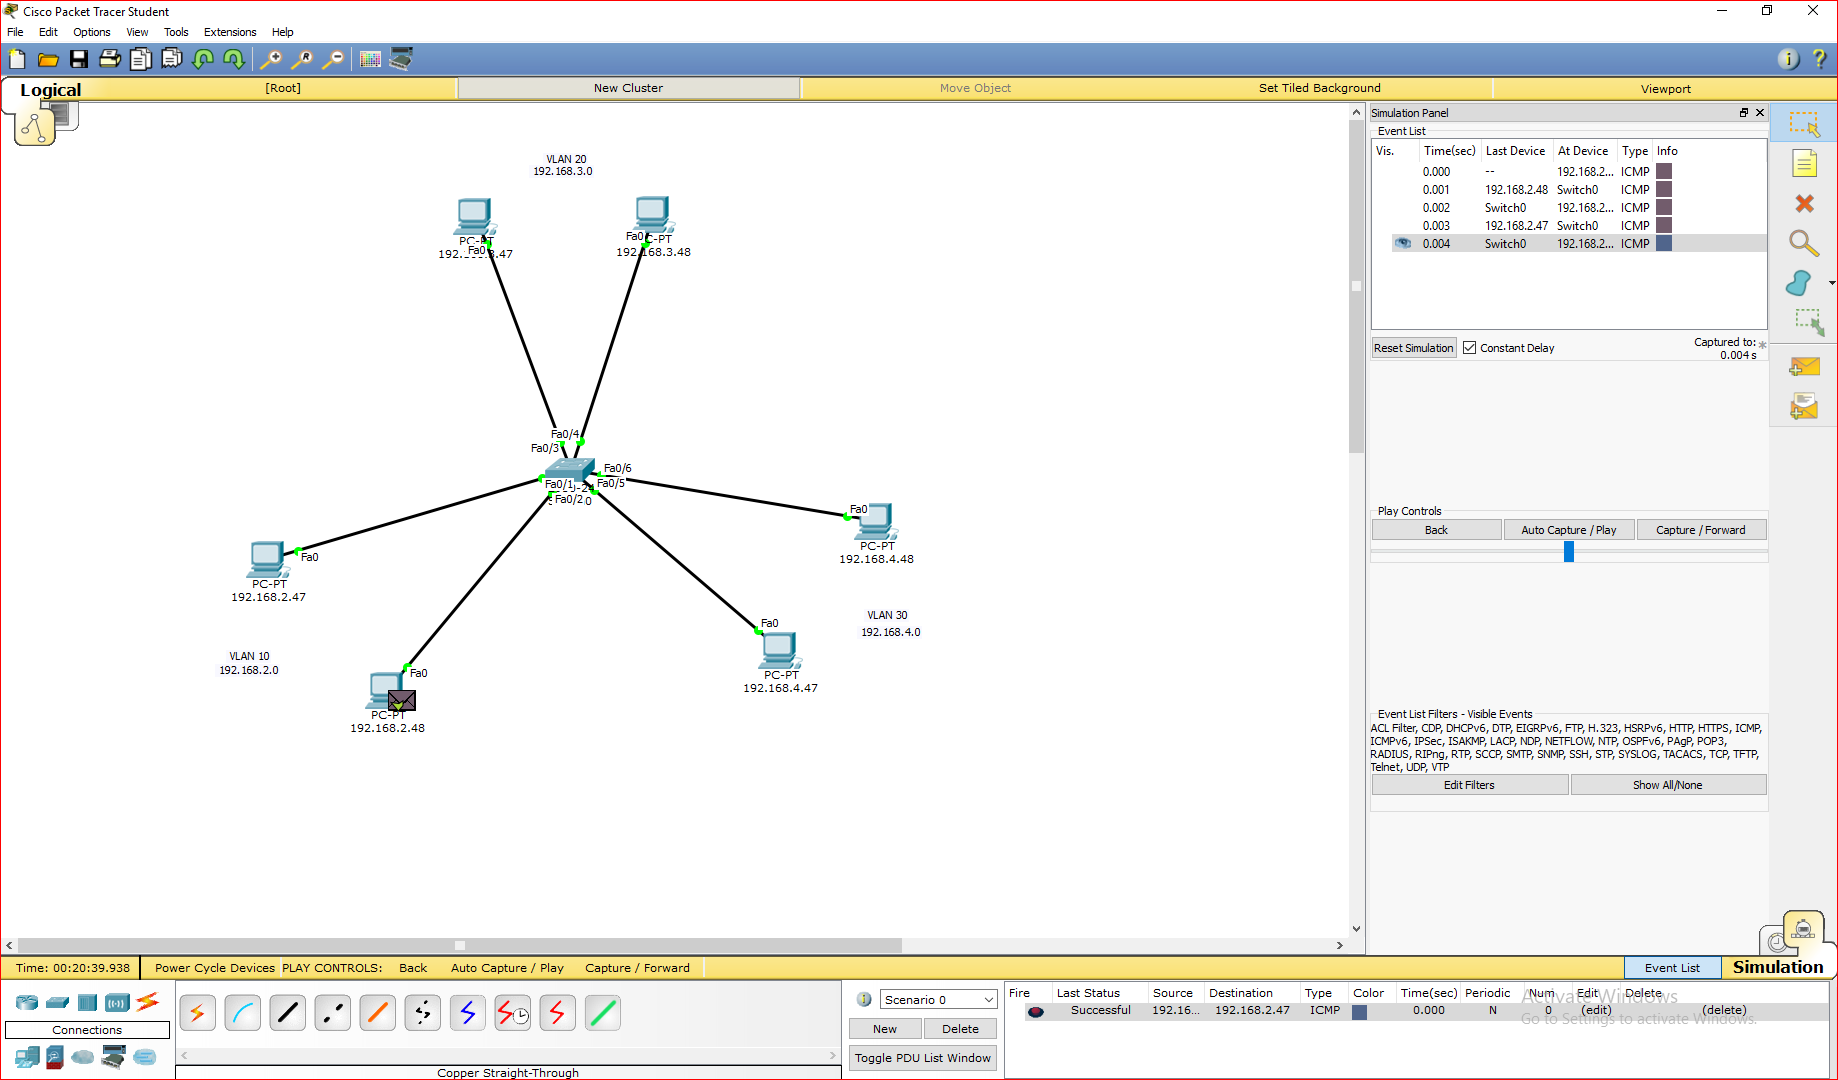 Cisco Packet Tracer Student
File Edit Options View Tools Extensions Help
Logical [Root] New Cluster Move Object Set Tiled Background Viewport
VLAN 20
192.168.3.0
PC-PT
Fa0
Fa0
C-PT
192.168.3.48
Fa0/4
Fa0/3
Fa0/6
Fa0/1
Fa0/5
Fa0/2
Fa0
PC-PT
192.168.4.48
Fa0
PC-PT
192.168.2.47
VLAN 30
192.168.4.0
Fa0
PC-PT
192.168.4.47
VLAN 10
192.168.2.0
Fa0
PC-PT
192.168.2.48
Simulation Panel
Event List
Vis. Time(sec) Last Device At Device Type Info
0.000 -- 192.168.2... ICMP
0.001 192.168.2.48 Switch0 ICMP
0.002 Switch0 192.168.2... ICMP
0.003 192.168.2.47 Switch0 ICMP
0.004 Switch0 192.168.2... ICMP
Reset Simulation Constant Delay Captured to: *
0.004 s
Play Controls
Back Auto Capture / Play Capture / Forward
Event List Filters - Visible Events
ACL Filter, CDP, DHCPv6, DTP, EIGRPv6, FTP, H.323, HSRPv6, HTTP, HTTPS, ICMP,
ICMPv6, IPSec, ISAKMP, LACP, NDP, NETFLOW, NTP, OSPFv6, PAgP, POP3,
RADIUS, RIPng, RTP, SCCP, SMTP, SNMP, SSH, STP, SYSLOG, TACACS, TCP, TFTP,
Telnet, UDP, VTP
Edit Filters Show All/None
Time: 00:20:39.938 Power Cycle Devices PLAY CONTROLS: Back Auto Capture / Play Capture / Forward Event List Simulation
Connections
Copper Straight-Through
Scenario 0
New Delete
Toggle PDU List Window
Fire Last Status Source Destination Type Color Time(sec) Periodic Num Edit Delete
Successful 192.16... 192.168.2.47 ICMP 0.000 N 0 (edit) (delete)
Activate Windows
Go to Settings to activate Windows.